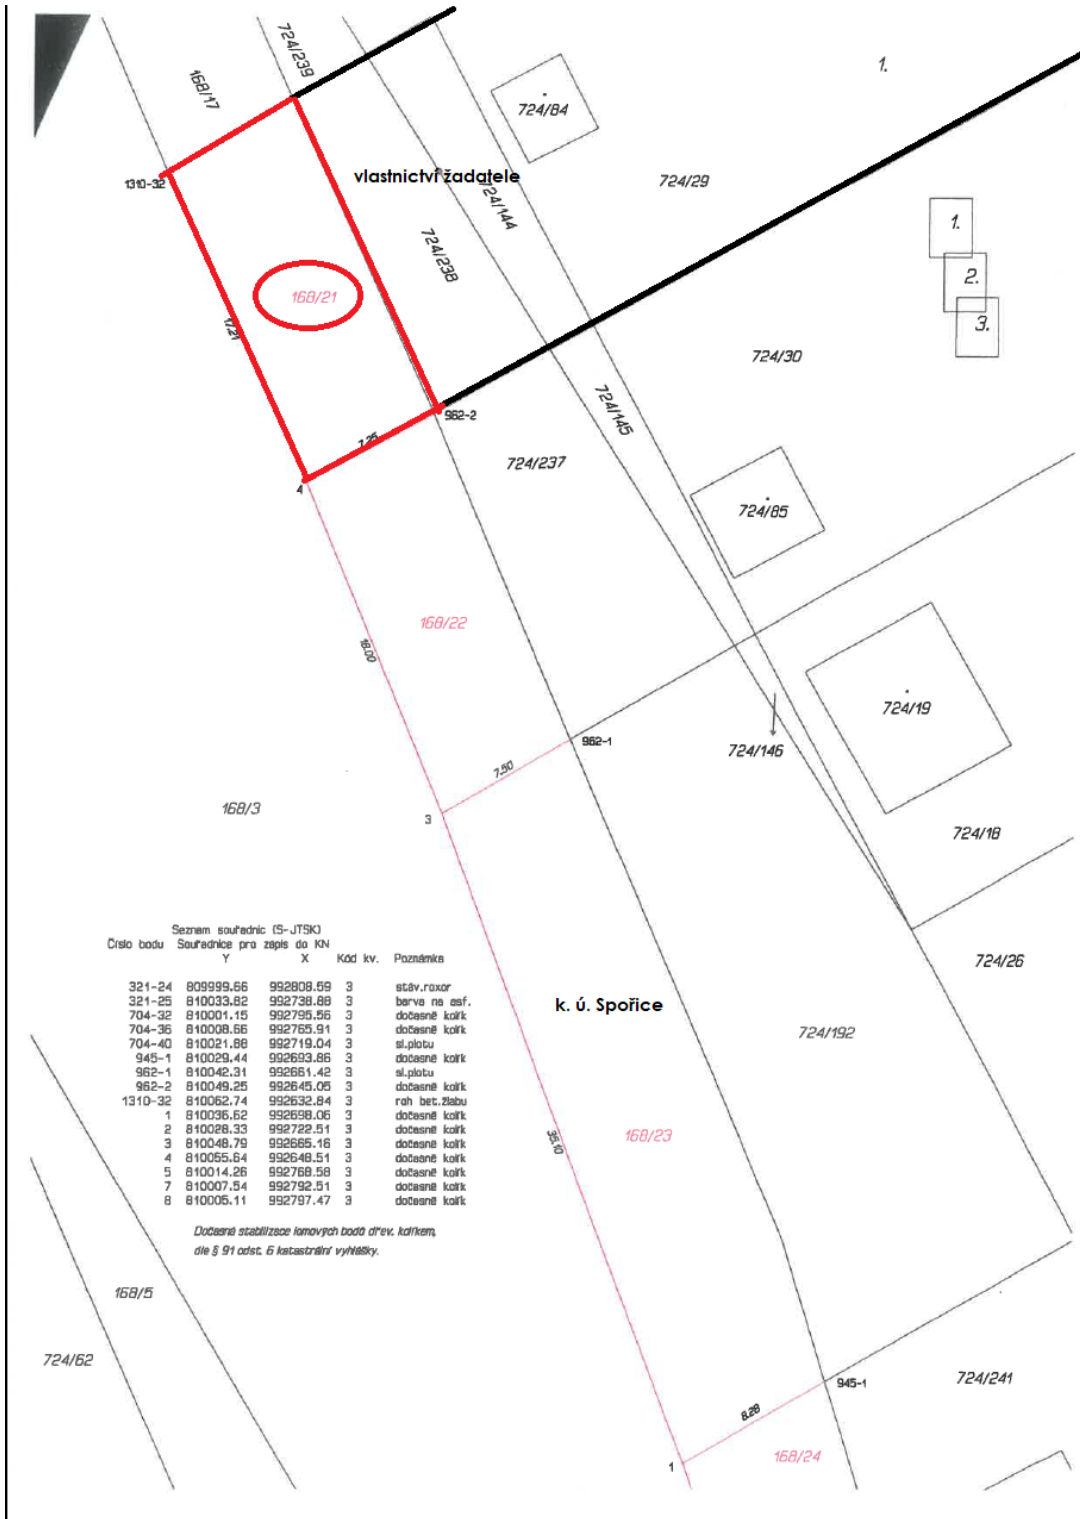 724/239
168/17
724/84
1.
1310-32
vlastnictví žadatele
724/144
724/29
724/238
1.
2.
3.
168/21
17.21
724/30
724/145
962-2
7.25
724/237
4
724/85
168/22
16.00
724/19
962-1
724/146
7.50
168/3
3
724/18
Seznam souřadnic (S-JTSK)
Číslo bodu Souřadnice pro zápis do KN
Y X Kód kv. Poznámka
321-24 809999.66 992808.59 3 stáv.roxor
321-25 810033.82 992738.88 3 barva na asf.
704-32 810001.15 992795.56 3 dočasně kolík
704-36 810008.66 992765.91 3 dočasně kolík
704-40 810021.88 992719.04 3 sl.plotu
945-1 810029.44 992693.86 3 dočasně kolík
962-1 810042.31 992661.42 3 sl.plotu
962-2 810049.25 992645.05 3 dočasně kolík
1310-32 810062.74 992632.84 3 roh bet.žlabu
1 810036.62 992698.06 3 dočasně kolík
2 810028.33 992722.51 3 dočasně kolík
3 810048.79 992665.16 3 dočasně kolík
4 810055.64 992648.51 3 dočasně kolík
5 810014.26 992768.58 3 dočasně kolík
7 810007.54 992792.51 3 dočasně kolík
8 810005.11 992797.47 3 dočasně kolík
Dočasná stabilizace lomových bodů dřev. kolíkem,
dle § 91 odst. 6 katastrální vyhlášky.
724/26
k. ú. Spořice
724/192
168/23
35.10
168/5
724/62
945-1
724/241
8.28
168/24
1